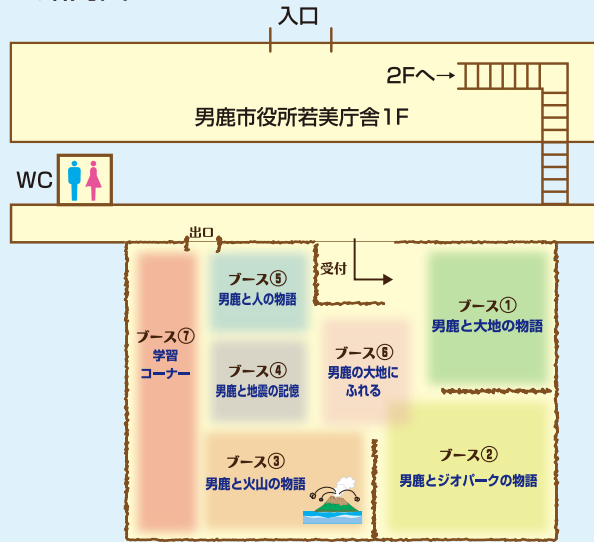 入口
2Fへ→
男鹿市役所若美庁舎1F
WC
出口
受付
ブース①
男鹿と大地の物語
ブース⑤
男鹿と人の物語
ブース⑦
学習
コーナー
ブース⑥
男鹿の大地に
ふれる
ブース④
男鹿と地震の記憶
ブース②
男鹿とジオパークの物語
ブース③
男鹿と火山の物語